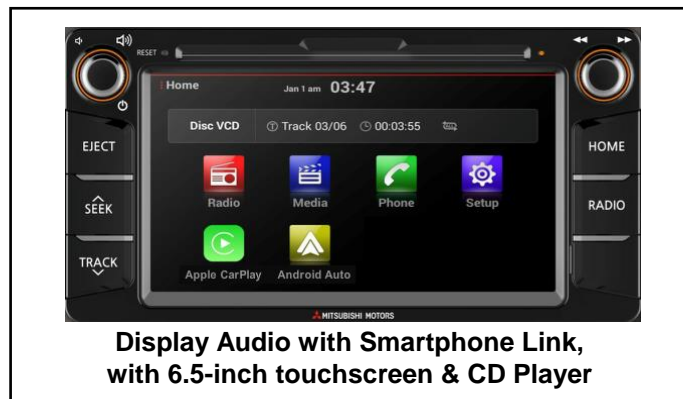 RESET
EJECT
SEEK
TRACK
Home
Jan 1 am 03:47
Disc VCD Track 03/06 00:03:55
Radio Media Phone Setup
Apple CarPlay Android Auto
HOME
RADIO
MITSUBISHI MOTORS
Display Audio with Smartphone Link,
with 6.5-inch touchscreen & CD Player